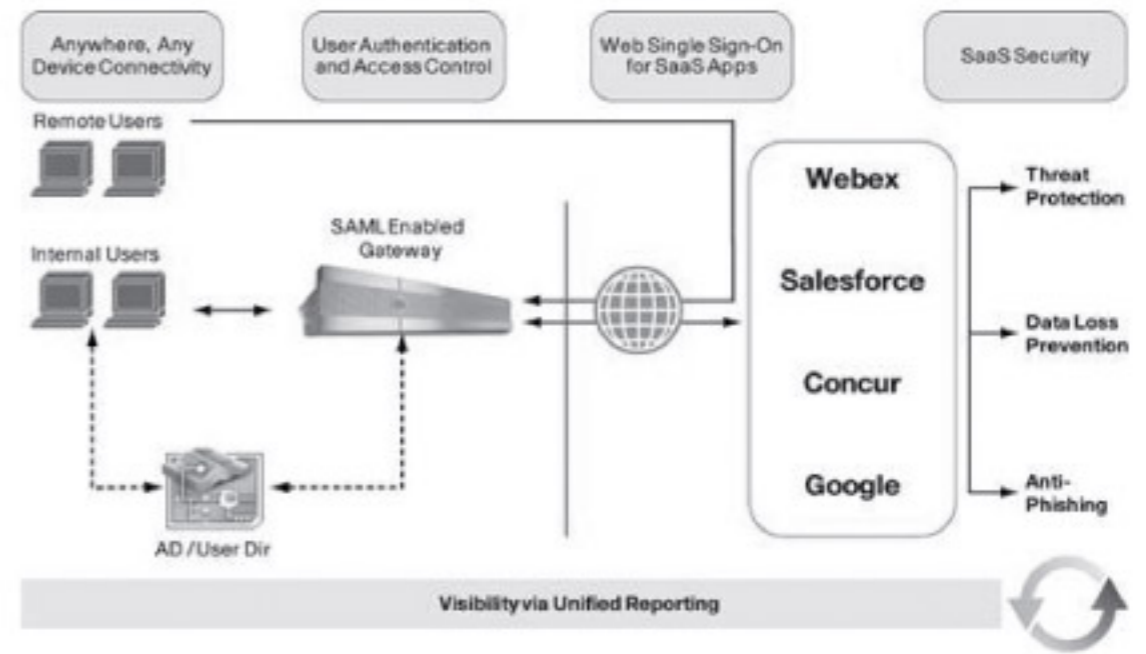 Anywhere, Any
Device Connectivity
User Authentication
and Access Control
Web Single Sign-On
for SaaS Apps
SaaS Security
Remote Users
Internal Users
SAML Enabled
Gateway
AD / User Dir
Webex
Salesforce
Concur
Google
Threat
Protection
Data Loss
Prevention
Anti-
Phishing
Visibility via Unified Reporting